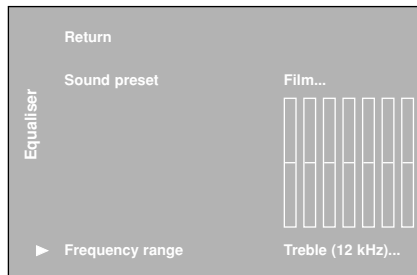 Equaliser
Return
Sound preset Film...
Frequency range Treble (12 kHz)...